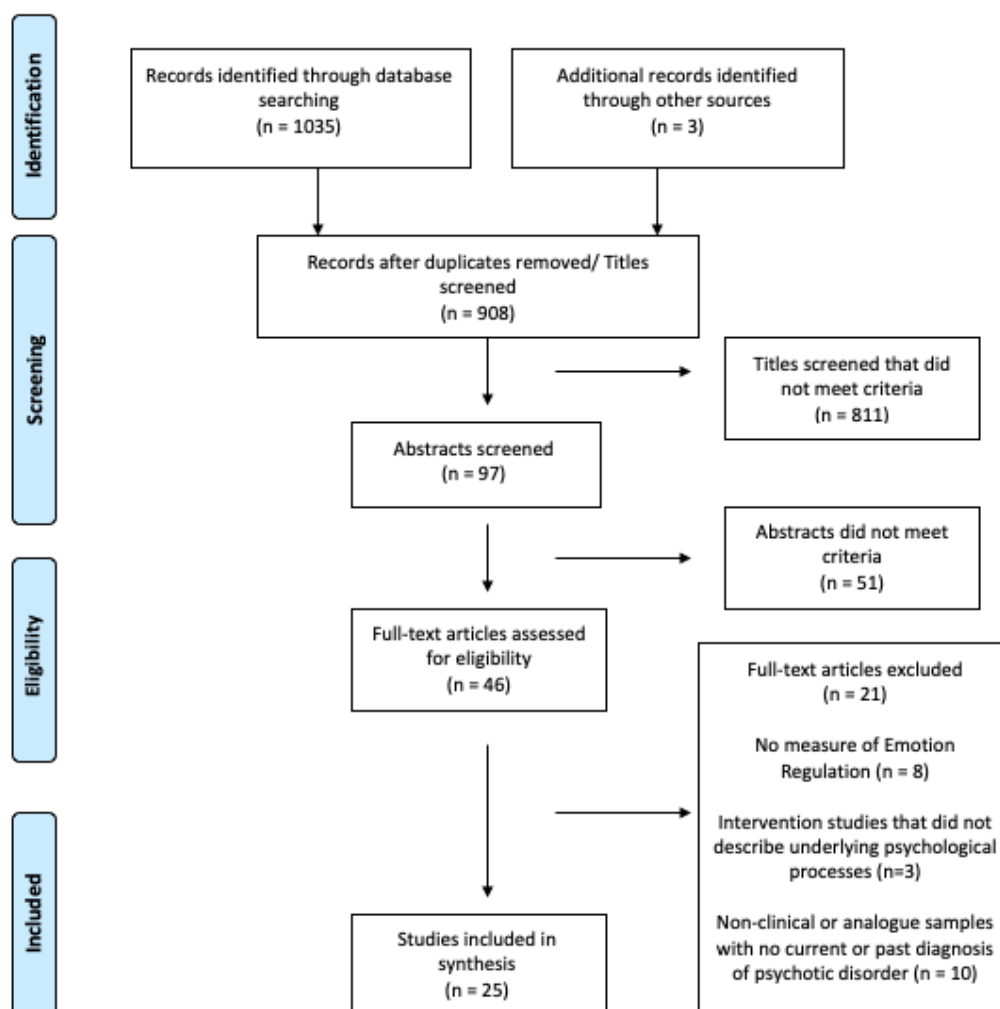 Identification
Records identified through database
searching
(n = 1035)
Additional records identified
through other sources
(n = 3)
Screening
Records after duplicates removed/ Titles
screened
(n = 908)
Titles screened that did
not meet criteria
(n = 811)
Abstracts screened
(n = 97)
Abstracts did not meet
criteria
(n = 51)
Eligibility
Full-text articles assessed
for eligibility
(n = 46)
Full-text articles excluded
(n = 21)
No measure of Emotion
Regulation (n = 8)
Intervention studies that did not
describe underlying psychological
processes (n=3)
Non-clinical or analogue samples
with no current or past diagnosis
of psychotic disorder (n = 10)
Included
Studies included in
synthesis
(n = 25)